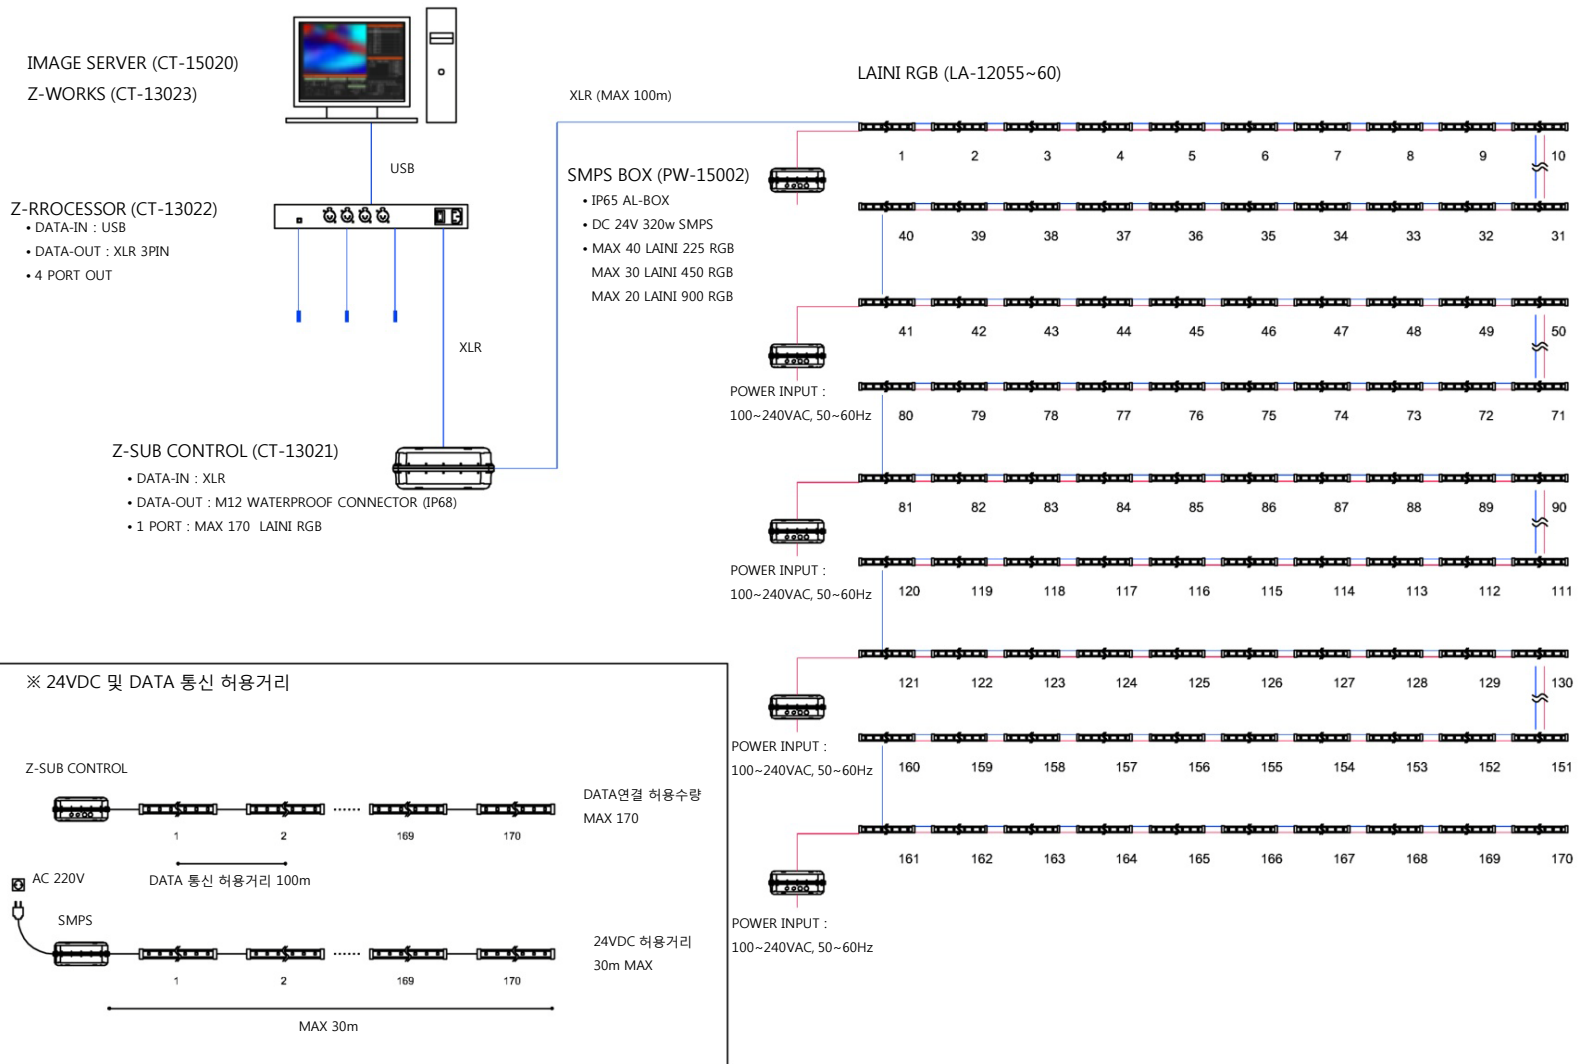 IMAGE SERVER (CT-15020)
Z-WORKS (CT-13023)
USB
Z-RROCESSOR (CT-13022)
• DATA-IN : USB
• DATA-OUT : XLR 3PIN
• 4 PORT OUT
XLR
Z-SUB CONTROL (CT-13021)
• DATA-IN : XLR
• DATA-OUT : M12 WATERPROOF CONNECTOR (IP68)
• 1 PORT : MAX 170 LAINI RGB
XLR (MAX 100m)
SMPS BOX (PW-15002)
• IP65 AL-BOX
• DC 24V 320w SMPS
• MAX 40 LAINI 225 RGB
MAX 30 LAINI 450 RGB
MAX 20 LAINI 900 RGB
LAINI RGB (LA-12055~60)
1 2 3 4 5 6 7 8 9 10
40 39 38 37 36 35 34 33 32 31
41 42 43 44 45 46 47 48 49 50
POWER INPUT :
100~240VAC, 50~60Hz
80 79 78 77 76 75 74 73 72 71
81 82 83 84 85 86 87 88 89 90
POWER INPUT :
100~240VAC, 50~60Hz
120 119 118 117 116 115 114 113 112 111
121 122 123 124 125 126 127 128 129 130
POWER INPUT :
100~240VAC, 50~60Hz
160 159 158 157 156 155 154 153 152 151
161 162 163 164 165 166 167 168 169 170
POWER INPUT :
100~240VAC, 50~60Hz
※ 24VDC 및 DATA 통신 허용거리
Z-SUB CONTROL
1 2 ...... 169 170
DATA연결 허용수량
MAX 170
DATA 통신 허용거리 100m
AC 220V
SMPS
1 2 ...... 169 170
24VDC 허용거리
30m MAX
MAX 30m